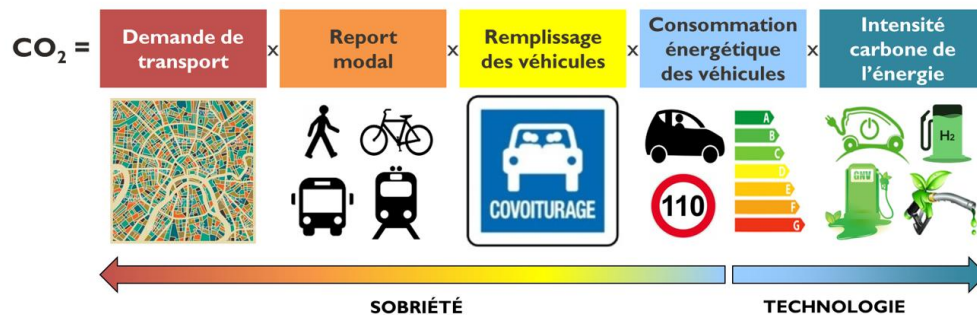 CO₂ =
Demande de
transport
x
Report
modal
x
Remplissage
des véhicules
x
Consommation
énergétique
des véhicules
x
Intensité
carbone de
l'énergie
COVOITURAGE
110
A
B
C
D
E
F
G
H₂
GNV
SOBRIÉTÉ
TECHNOLOGIE